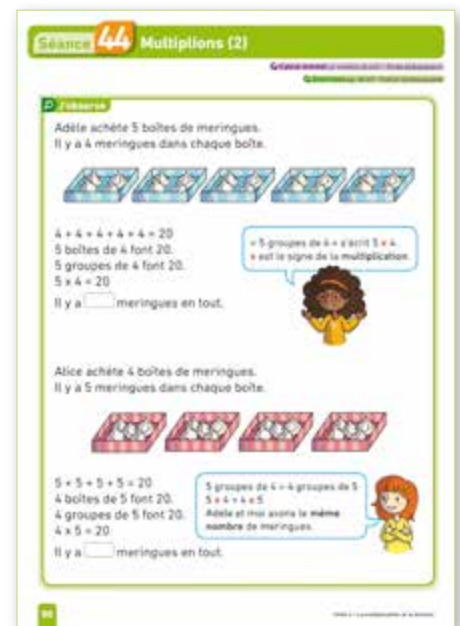 Séance 44 Multiplions (2)
J'observe
Adèle achète 5 boîtes de meringues.
Il y a 4 meringues dans chaque boîte.
4 + 4 + 4 + 4 + 4 = 20
5 boîtes de 4 font 20.
5 groupes de 4 font 20.
5 x 4 = 20
Il y a meringues en tout.
« 5 groupes de 4 » s'écrit 5 x 4.
x est le signe de la multiplication.
Alice achète 4 boîtes de meringues.
Il y a 5 meringues dans chaque boîte.
5 + 5 + 5 + 5 = 20
4 boîtes de 5 font 20.
4 groupes de 5 font 20.
4 x 5 = 20
Il y a meringues en tout.
5 groupes de 4 = 4 groupes de 5
5 x 4 = 4 x 5
Adèle et moi avons le même
nombre de meringues.
90